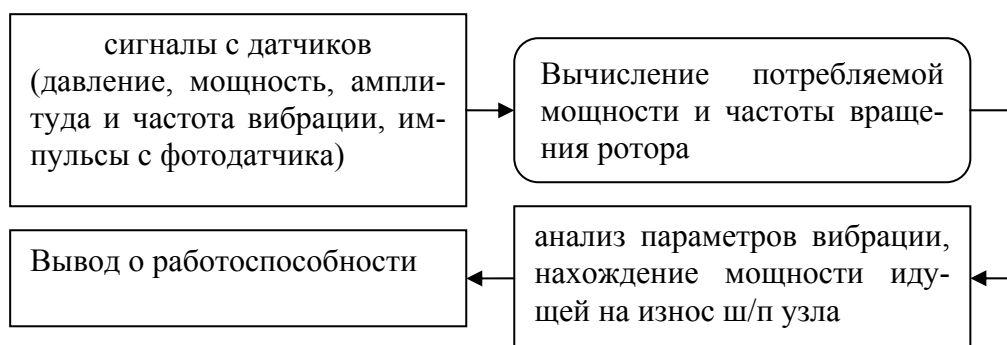 сигналы с датчиков
(давление, мощность, ампли-
туда и частота вибрации, им-
пульсы с фотодатчика)
Вычисление потребляемой
мощности и частоты враще-
ния ротора
анализ параметров вибрации,
нахождение мощности иду-
щей на износ ш/п узла
Вывод о работоспособности